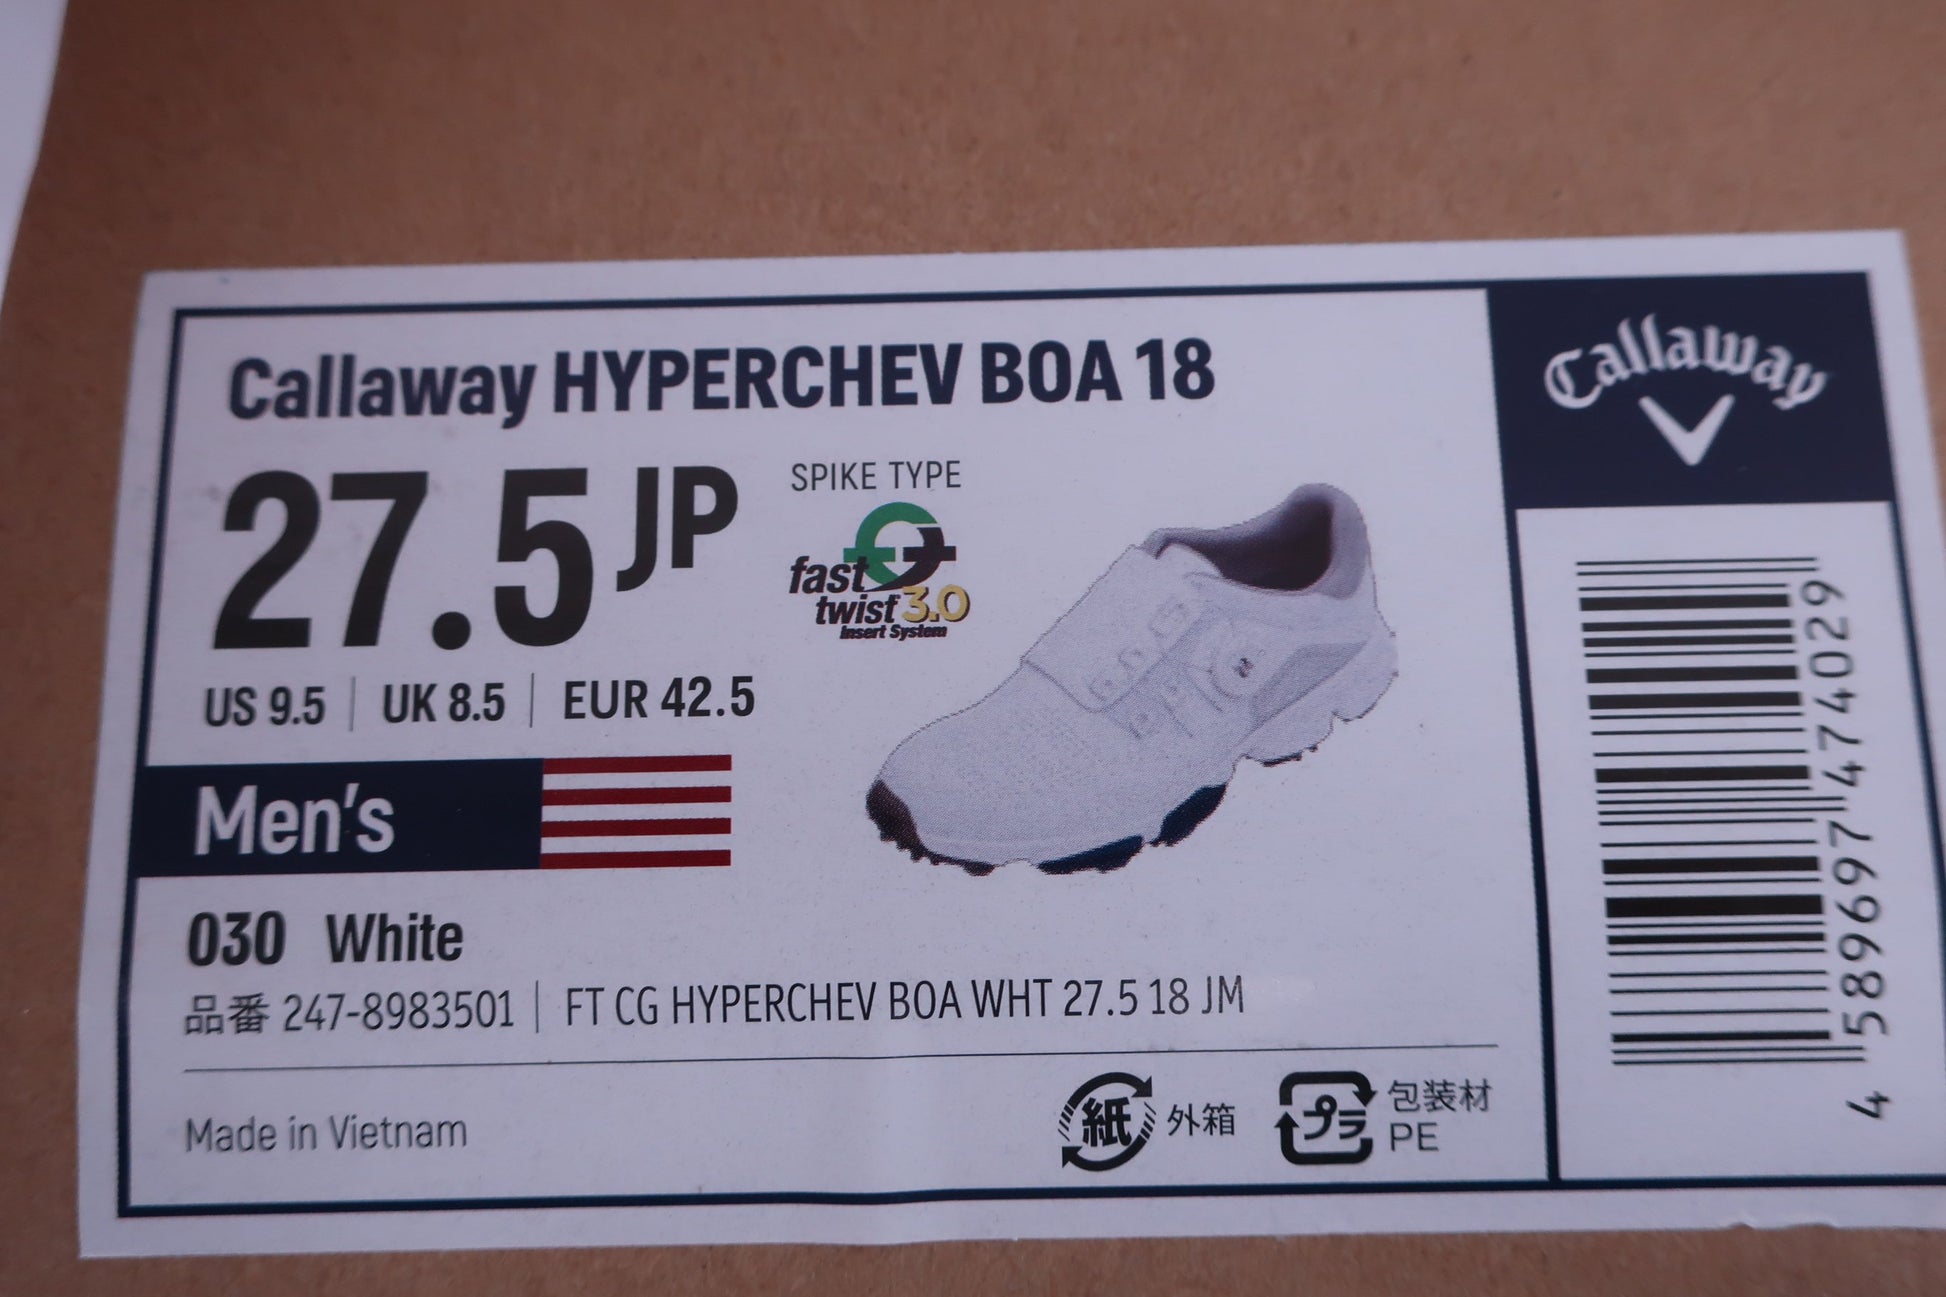 Callaway HYPERCHEV BOA 18
Callaway
27.5 JP
SPIKE TYPE
fast
twist 3.0
Insert System
US 9.5 | UK 8.5 | EUR 42.5
Men's
030 White
品番 247-8983501 | FT CG HYPERCHEV BOA WHT 27.5 18 JM
Made in Vietnam
紙 外箱
プラ 包装材
PE
4 589697 474029